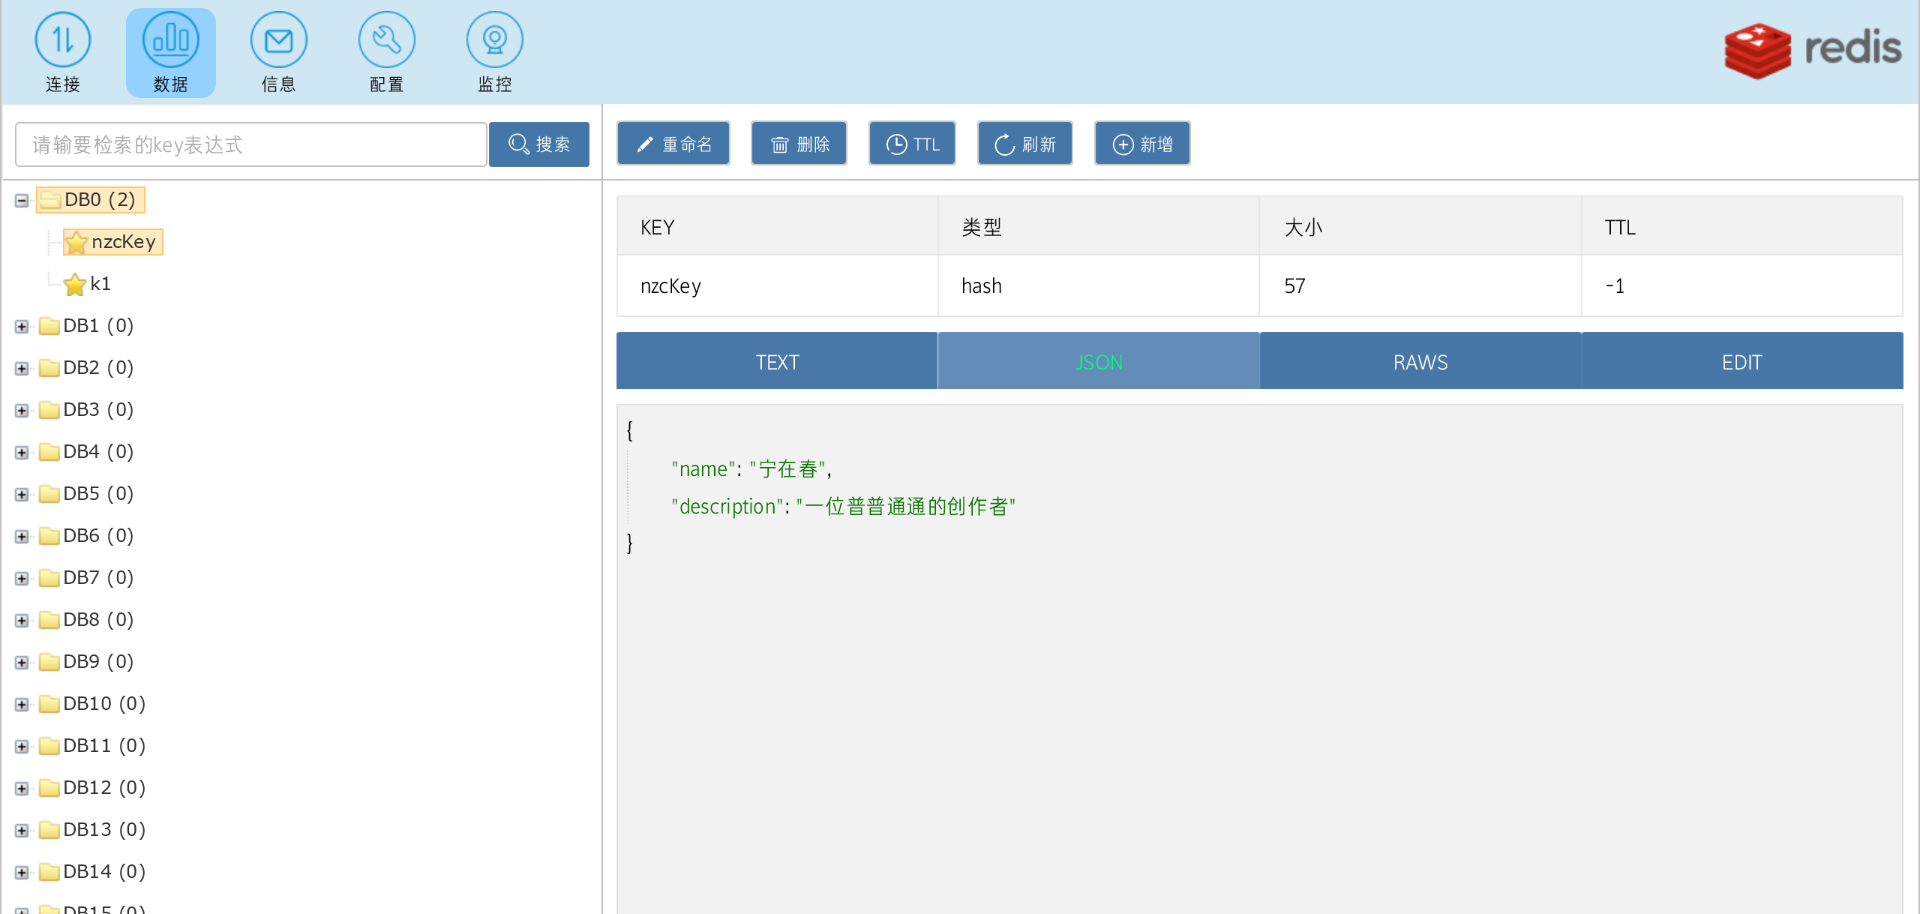 连接
数据
信息
配置
监控
redis
请输要检索的key表达式
搜索
重命名
删除
TTL
刷新
新增
DB0 (2)
nzcKey
k1
DB1 (0)
DB2 (0)
DB3 (0)
DB4 (0)
DB5 (0)
DB6 (0)
DB7 (0)
DB8 (0)
DB9 (0)
DB10 (0)
DB11 (0)
DB12 (0)
DB13 (0)
DB14 (0)
DB15 (0)
KEY 类型 大小 TTL
nzcKey hash 57 -1
TEXT JSON RAWS EDIT
{
"name": "宁在春",
"description": "一位普普通通的创作者"
}